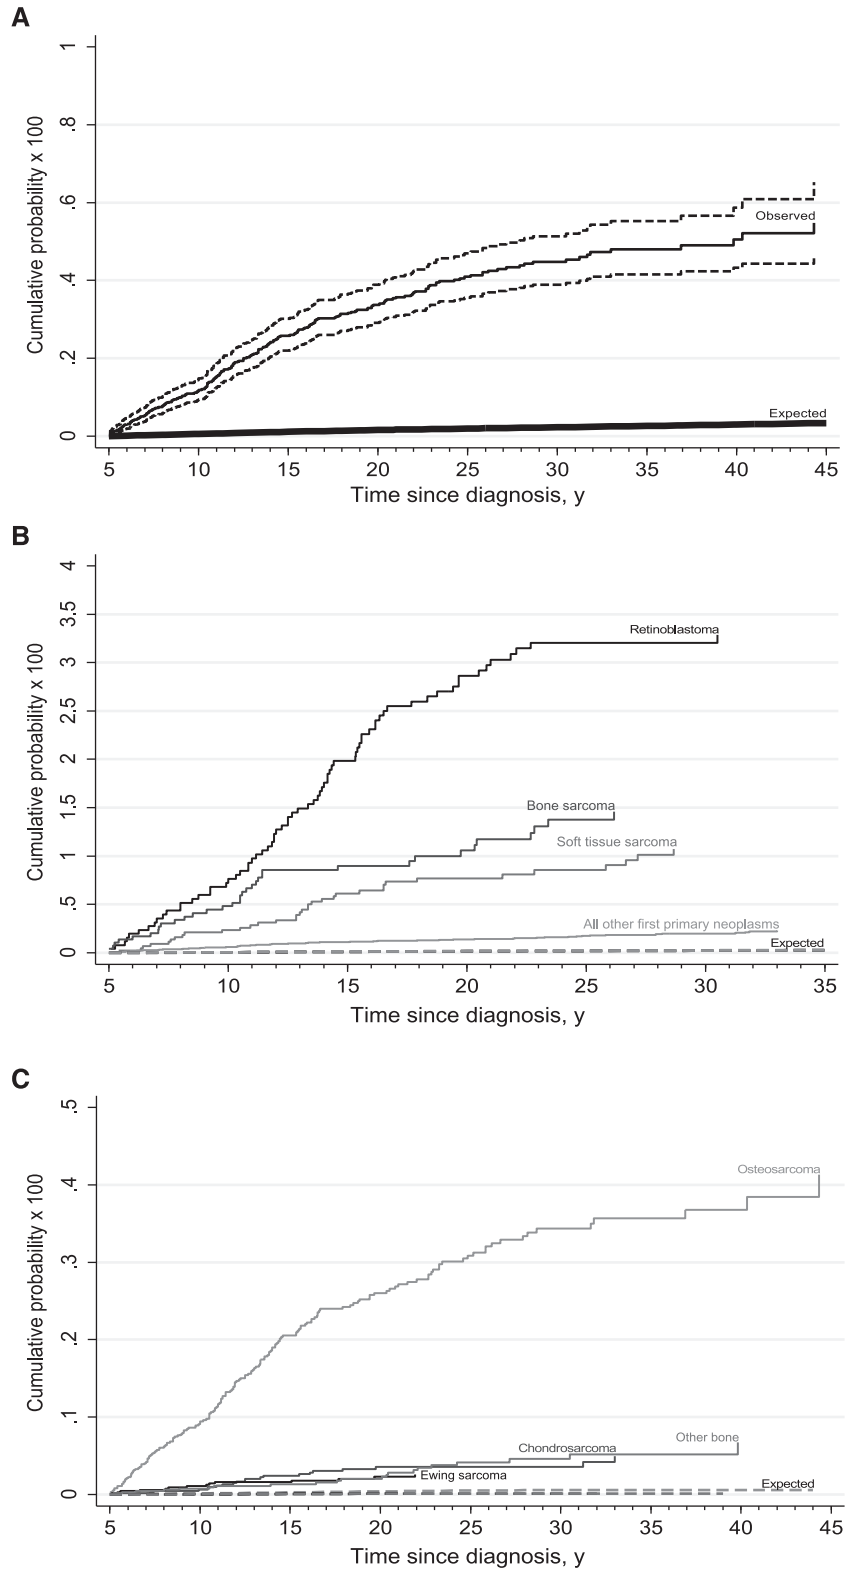 A
Cumulative probability x 100
1
.8
.6
.4
.2
0
Observed
Expected
5 10 15 20 25 30 35 40 45
Time since diagnosis, y
B
Cumulative probability x 100
4
3.5
3
2.5
2
1.5
1
.5
0
Retinoblastoma
Bone sarcoma
Soft tissue sarcoma
All other first primary neoplasms
Expected
5 10 15 20 25 30 35
Time since diagnosis, y
C
Cumulative probability x 100
.5
.4
.3
.2
.1
0
Osteosarcoma
Other bone
Chondrosarcoma
Ewing sarcoma
Expected
5 10 15 20 25 30 35 40 45
Time since diagnosis, y